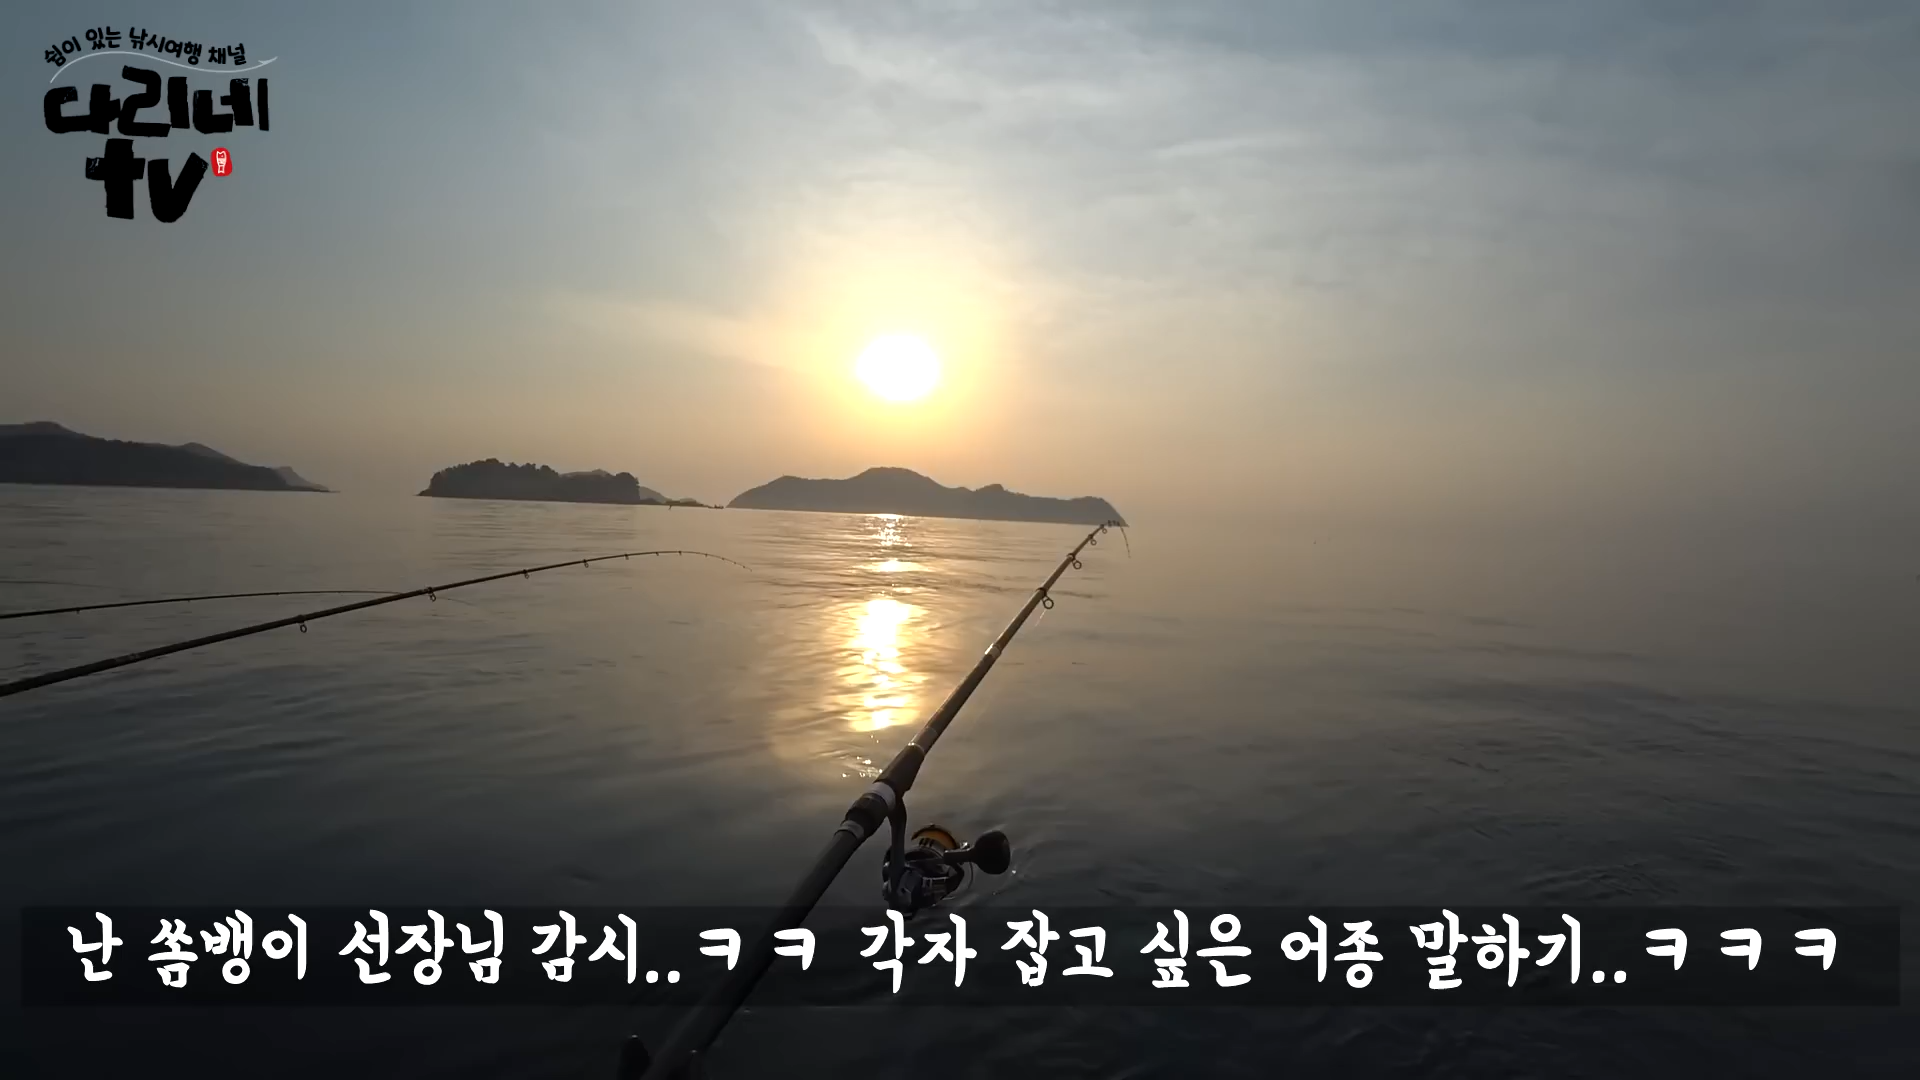 쉼이 있는 낚시여행 채널
다리네
tv
난 쏨뱅이 선장님 감시..ㅋㅋ 각자 잡고 싶은 어종 말하기..ㅋㅋㅋ